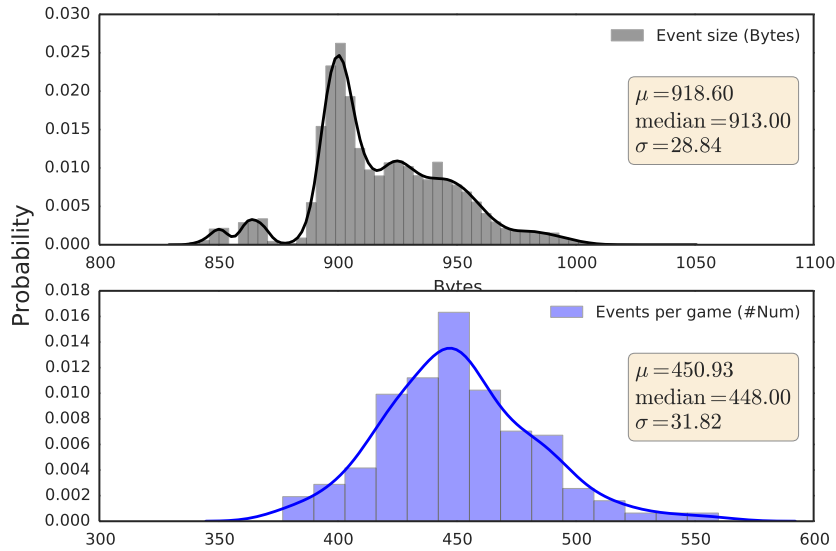 0.030
0.025
0.020
0.015
0.010
0.005
0.000
Event size (Bytes)
μ=918.60
median=913.00
σ=28.84
800 850 900 950 1000 1050 1100
Bytes
Probability
0.018
0.016
0.014
0.012
0.010
0.008
0.006
0.004
0.002
0.000
Events per game (#Num)
μ=450.93
median=448.00
σ=31.82
300 350 400 450 500 550 600